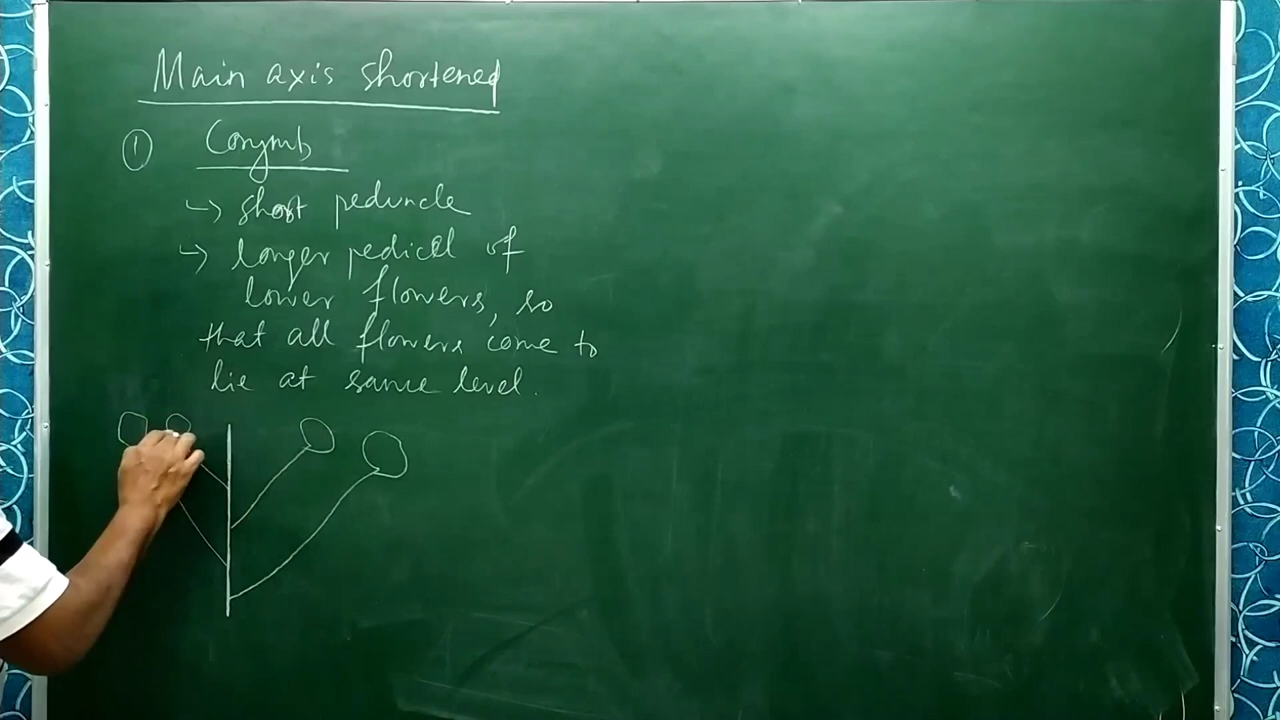 Main axis shortened
① Corymb
↳ short peduncle
↳ longer pedicel of
lower flowers, so
that all flowers come to
lie at same level.